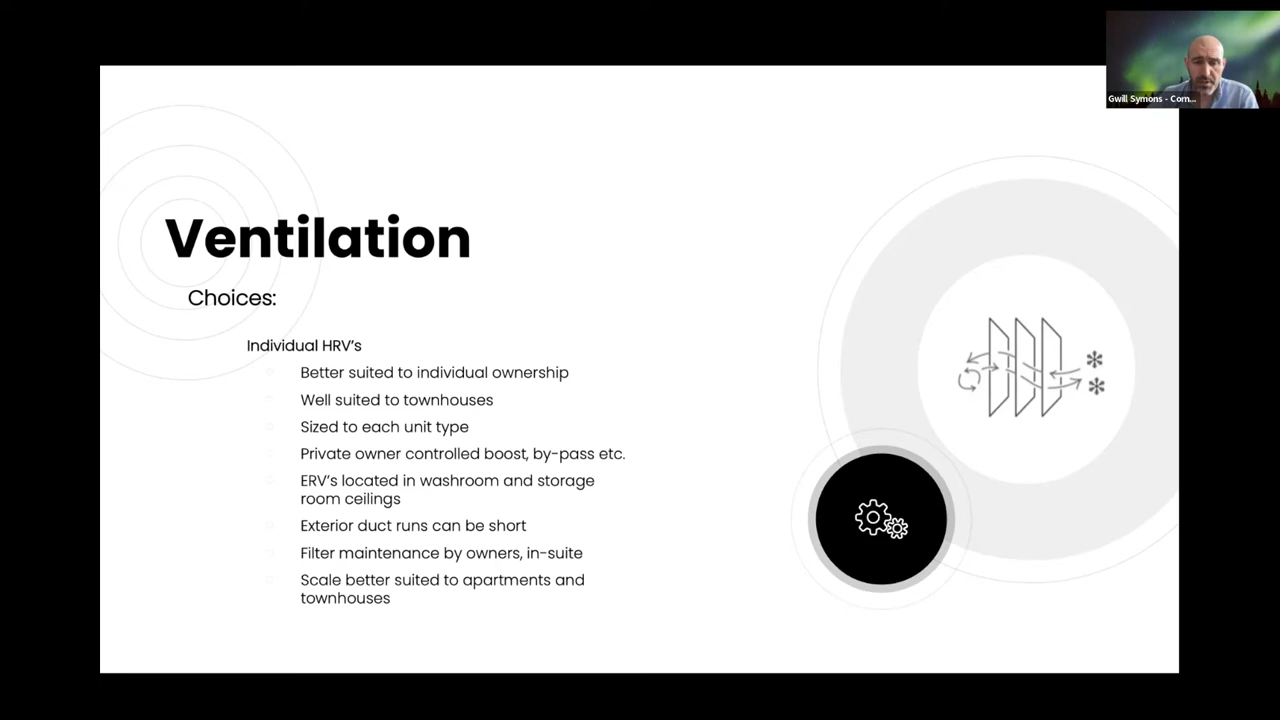 Gwill Symons - Com...
Ventilation
Choices:
Individual HRV's
Better suited to individual ownership
Well suited to townhouses
Sized to each unit type
Private owner controlled boost, by-pass etc.
ERV's located in washroom and storage
room ceilings
Exterior duct runs can be short
Filter maintenance by owners, in-suite
Scale better suited to apartments and
townhouses